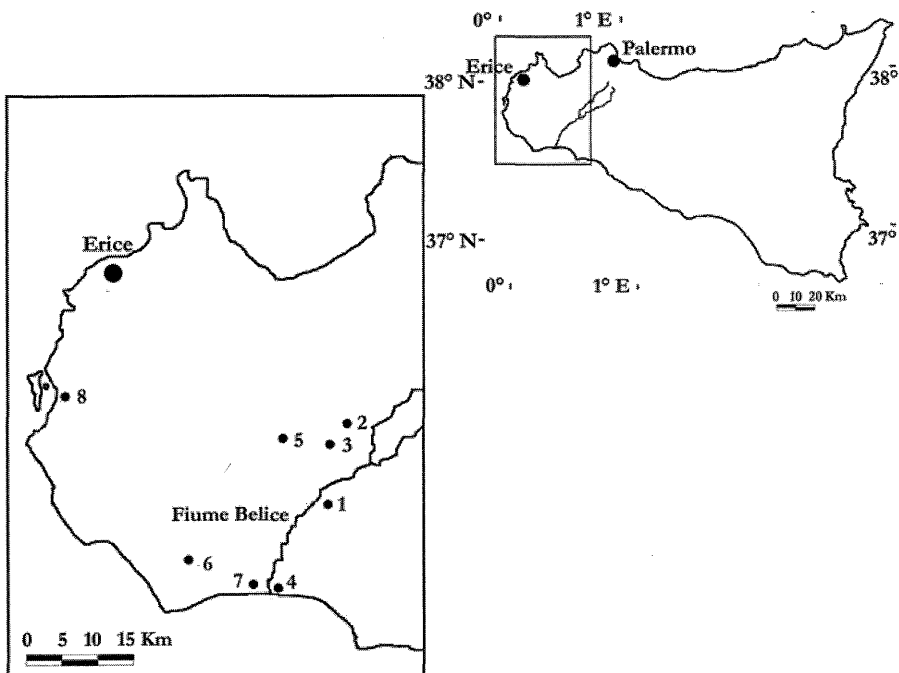 0° 1° E
Palermo
Erice
38° N-
38°
37° N-
37°
0° 1° E
0 10 20 Km
Erice
8
2
5 3
1
Fiume Belice
6
7 4
0 5 10 15 Km